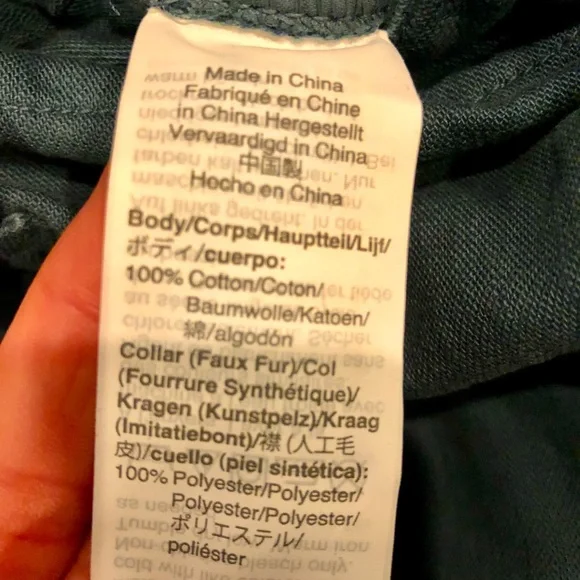 Made in China
Fabriqué en Chine
in China Hergestellt
Vervaardigd in China
中国製
Hecho en China
Body/Corps/Hauptteil/Lijf/
ボディ/cuerpo:
100% Cotton/Coton/
Baumwolle/Katoen/
綿/algodón
Collar (Faux Fur)/Col
(Fourrure Synthétique)/
Kragen (Kunstpelz)/Kraag
(Imitatiebont)/襟 (人工毛
皮)/cuello (piel sintética):
100% Polyester/Polyester/
Polyester/Polyester/
ポリエステル/
poliéster